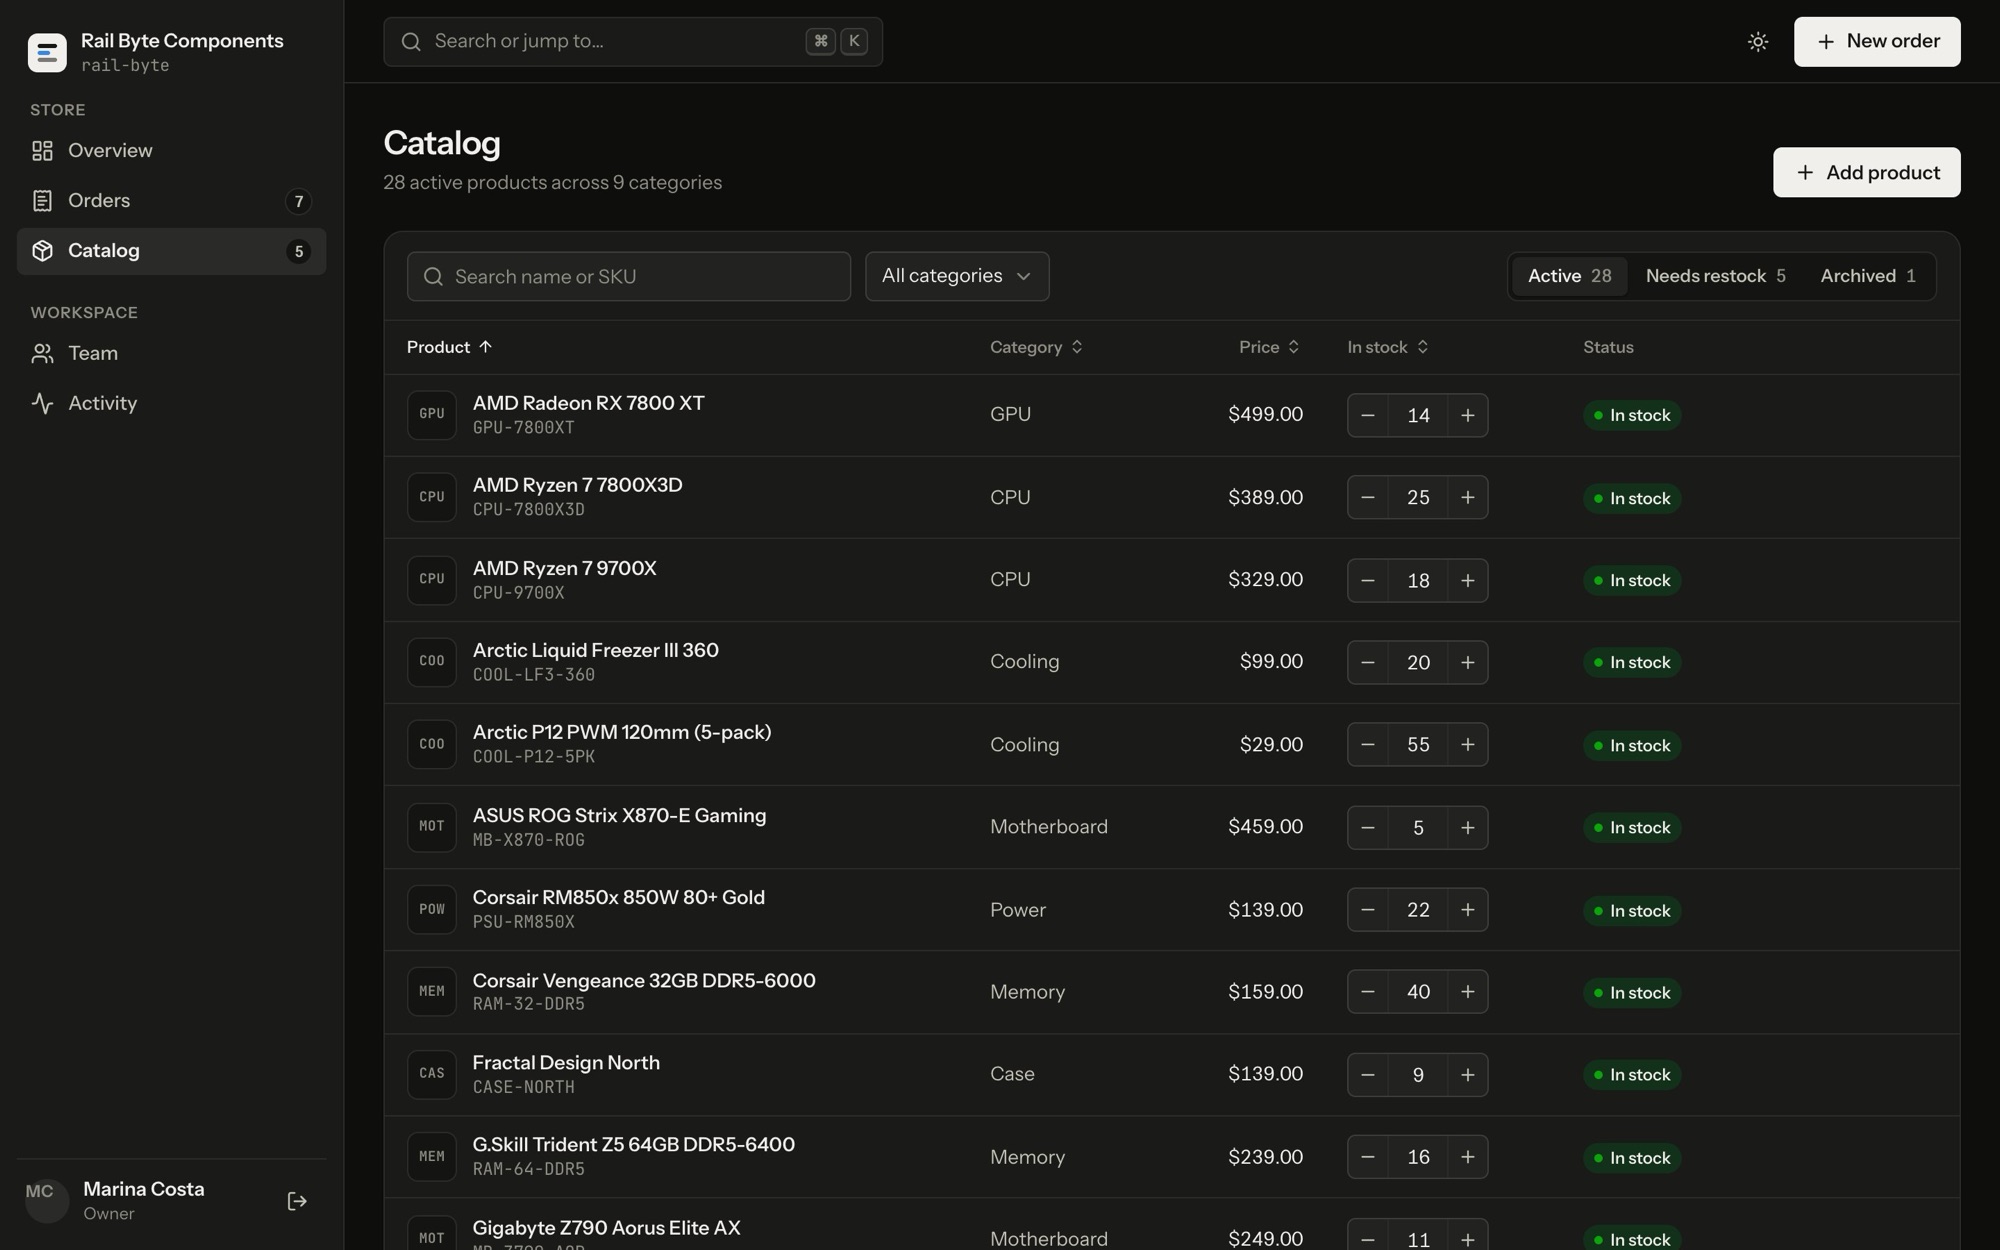 Rail Byte Components
rail-byte
STORE
Overview
Orders 7
Catalog 5
WORKSPACE
Team
Activity
MC
Marina Costa
Owner
Search or jump to...
⌘ K
+ New order
Catalog
28 active products across 9 categories
+ Add product
Search name or SKU
All categories
Active 28 Needs restock 5 Archived 1
Product Category Price In stock Status
GPU AMD Radeon RX 7800 XT
GPU-7800XT
GPU $499.00 − 14 + In stock
CPU AMD Ryzen 7 7800X3D
CPU-7800X3D
CPU $389.00 − 25 + In stock
CPU AMD Ryzen 7 9700X
CPU-9700X
CPU $329.00 − 18 + In stock
COO Arctic Liquid Freezer III 360
COOL-LF3-360
Cooling $99.00 − 20 + In stock
COO Arctic P12 PWM 120mm (5-pack)
COOL-P12-5PK
Cooling $29.00 − 55 + In stock
MOT ASUS ROG Strix X870-E Gaming
MB-X870-ROG
Motherboard $459.00 − 5 + In stock
POW Corsair RM850x 850W 80+ Gold
PSU-RM850X
Power $139.00 − 22 + In stock
MEM Corsair Vengeance 32GB DDR5-6000
RAM-32-DDR5
Memory $159.00 − 40 + In stock
CAS Fractal Design North
CASE-NORTH
Case $139.00 − 9 + In stock
MEM G.Skill Trident Z5 64GB DDR5-6400
RAM-64-DDR5
Memory $239.00 − 16 + In stock
MOT Gigabyte Z790 Aorus Elite AX
Motherboard $249.00 − 11 + In stock